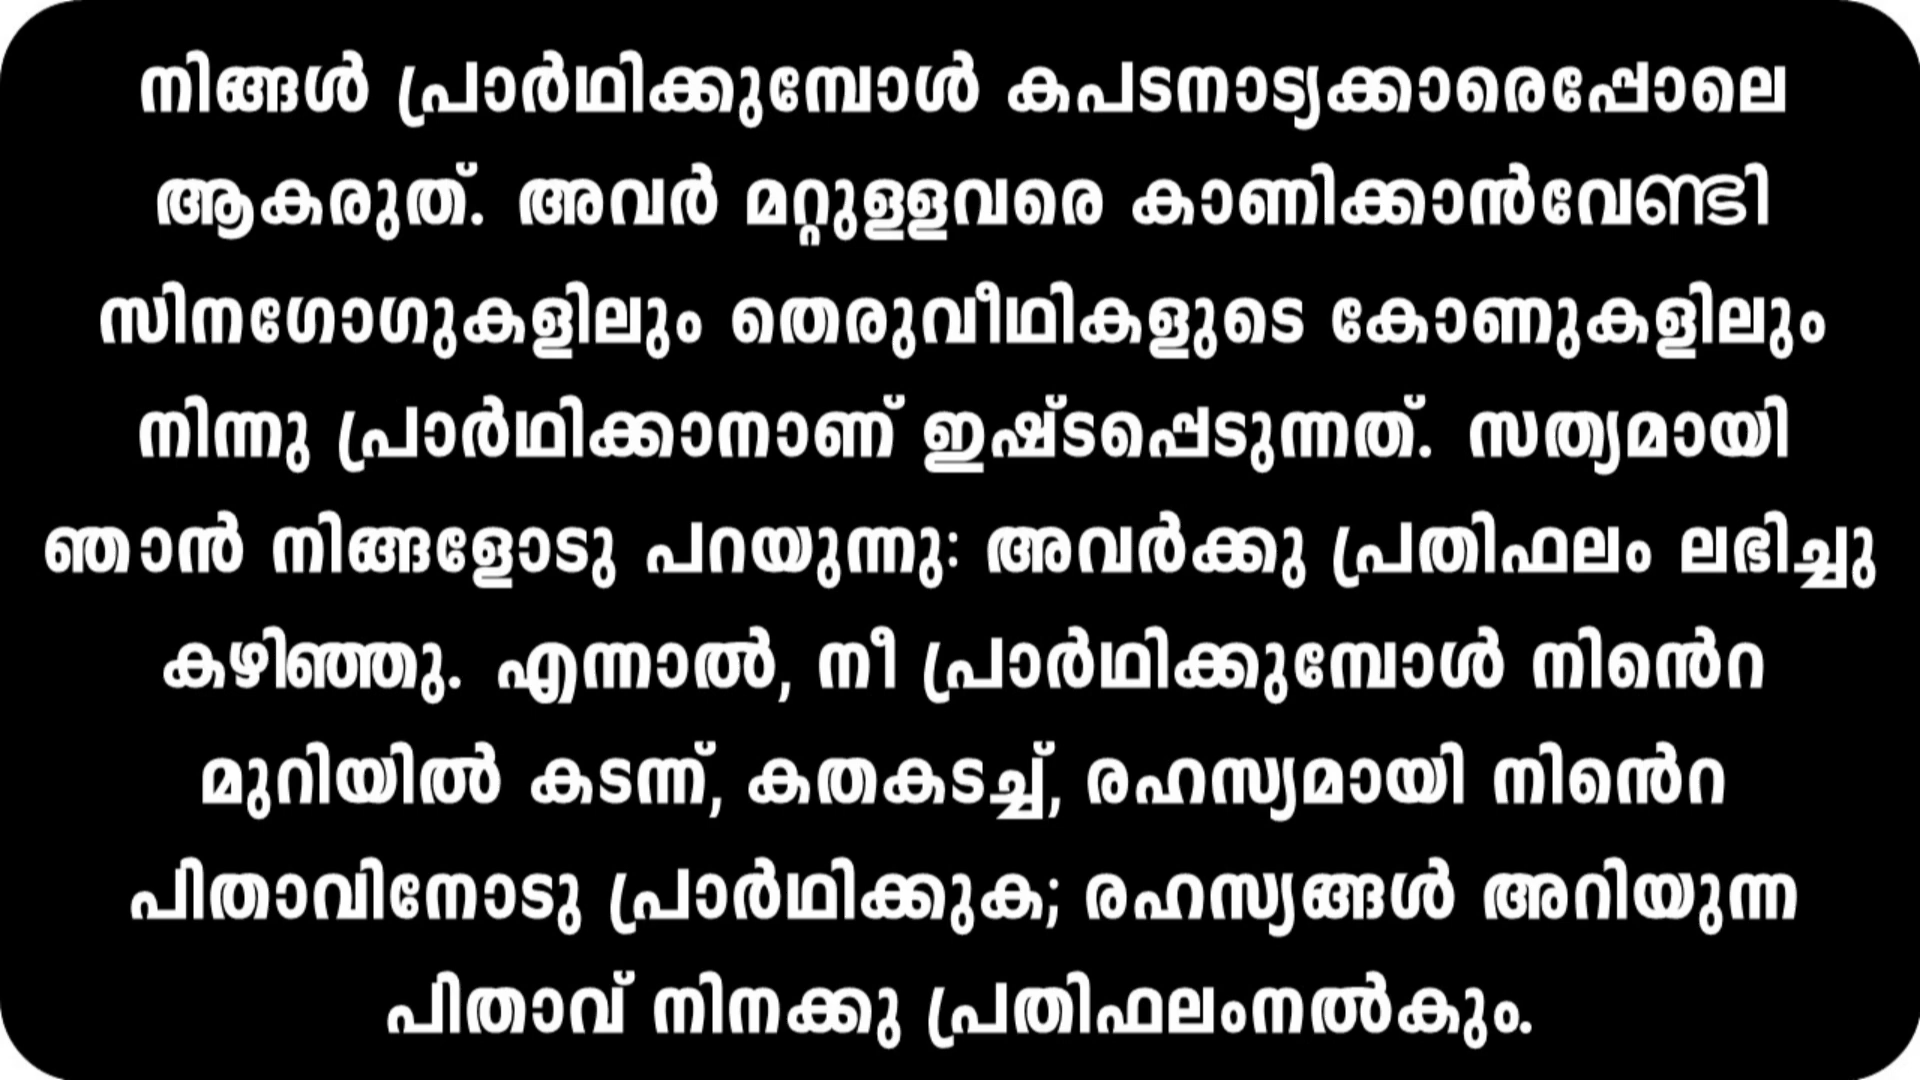 നിങ്ങൾ പ്രാർഥിക്കുമ്പോൾ കപടനാട്യക്കാരെപ്പോലെ
ആകരുത്. അവർ മറ്റുള്ളവരെ കാണിക്കാൻവേണ്ടി
സിനഗോഗുകളിലും തെരുവീഥികളുടെ കോണുകളിലും
നിന്നു പ്രാർഥിക്കാനാണ് ഇഷ്ടപ്പെടുന്നത്. സത്യമായി
ഞാൻ നിങ്ങളോടു പറയുന്നു: അവർക്കു പ്രതിഫലം ലഭിച്ചു
കഴിഞ്ഞു. എന്നാൽ, നീ പ്രാർഥിക്കുമ്പോൾ നിൻെറ
മുറിയിൽ കടന്ന്, കതകടച്ച്, രഹസ്യമായി നിൻെറ
പിതാവിനോടു പ്രാർഥിക്കുക; രഹസ്യങ്ങൾ അറിയുന്ന
പിതാവ് നിനക്കു പ്രതിഫലംനൽകും.